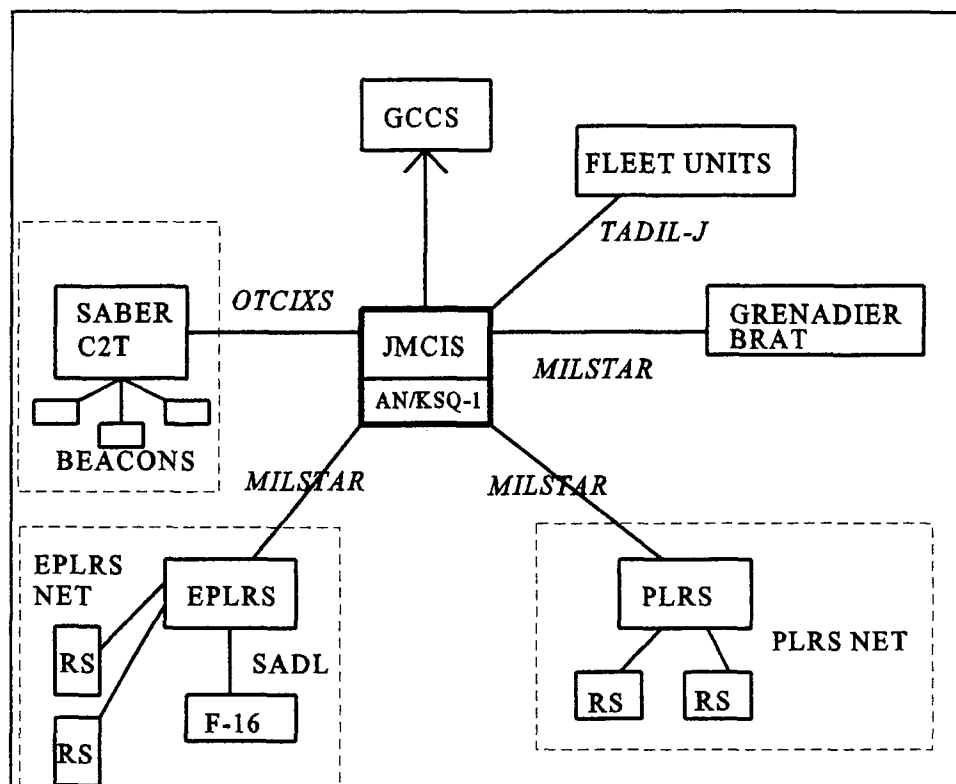 GCCS
FLEET UNITS
TADIL-J
SABER
C2T
OTCIXS
JMCIS
AN/KSQ-1
GRENADIER
BRAT
MILSTAR
BEACONS
MILSTAR
MILSTAR
EPLRS
NET
EPLRS
RS
SADL
F-16
RS
PLRS
PLRS NET
RS
RS